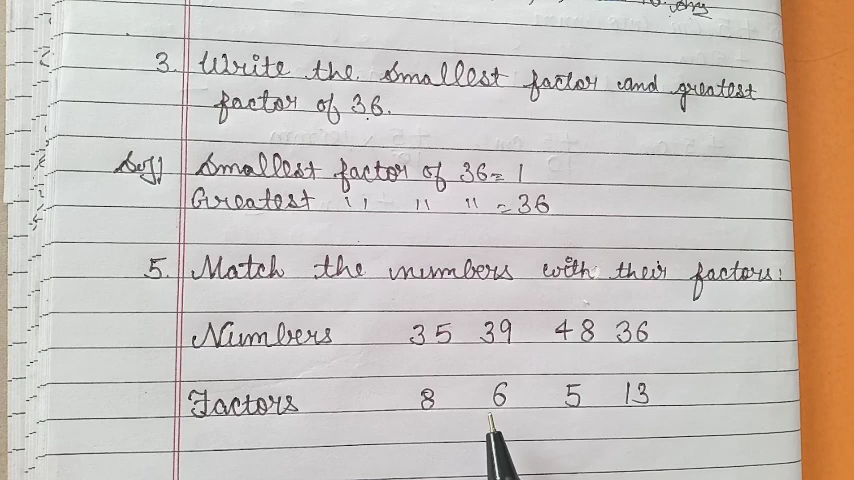 3. Write the smallest factor and greatest
factor of 36.
Smallest factor of 36 = 1
Greatest " " " = 36
5. Match the numbers with their factors:
Numbers 35 39 48 36
Factors 8 6 5 13